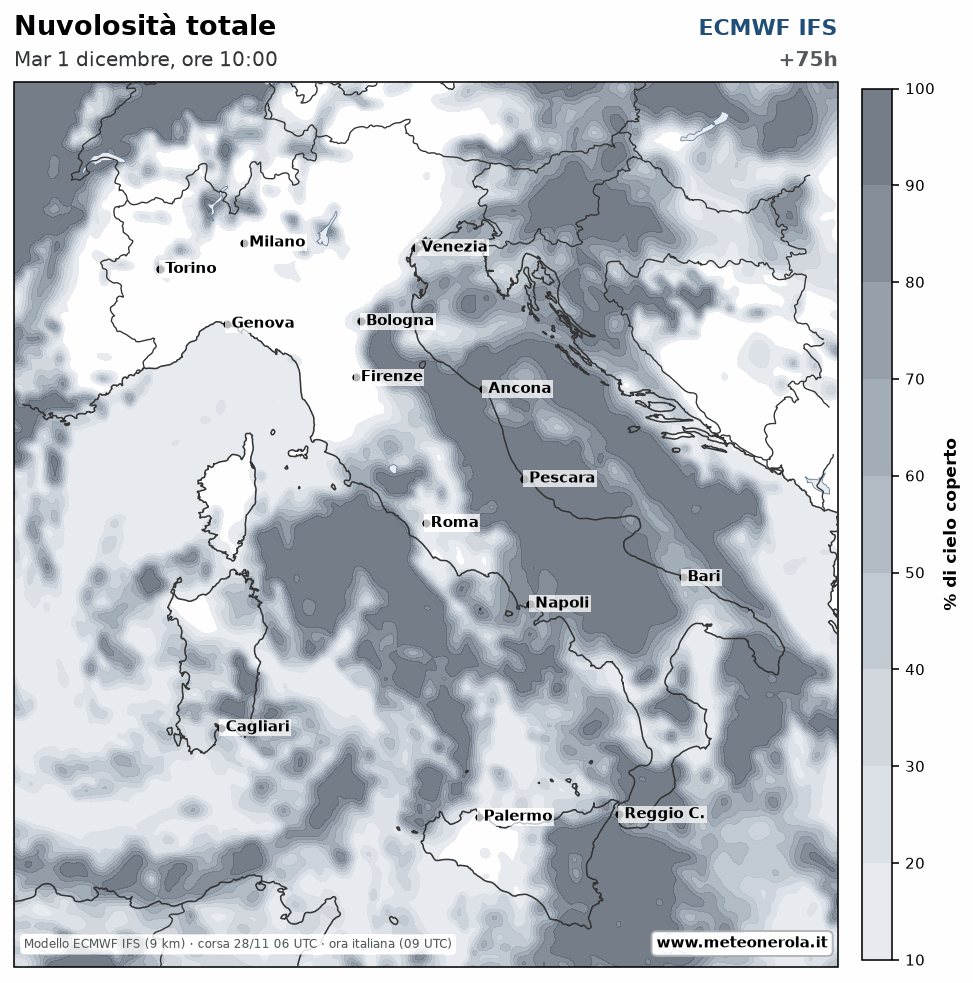 Nuvolosità totale
ECMWF IFS
Mar 1 dicembre, ore 10:00
+75h
Milano
Venezia
Torino
Genova
Bologna
Firenze
Ancona
Pescara
Roma
Bari
Napoli
Cagliari
Palermo
Reggio C.
100
90
80
70
60
50
40
30
20
10
% di cielo coperto
Modello ECMWF IFS (9 km) · corsa 28/11 06 UTC · ora italiana (09 UTC)
www.meteonerola.it